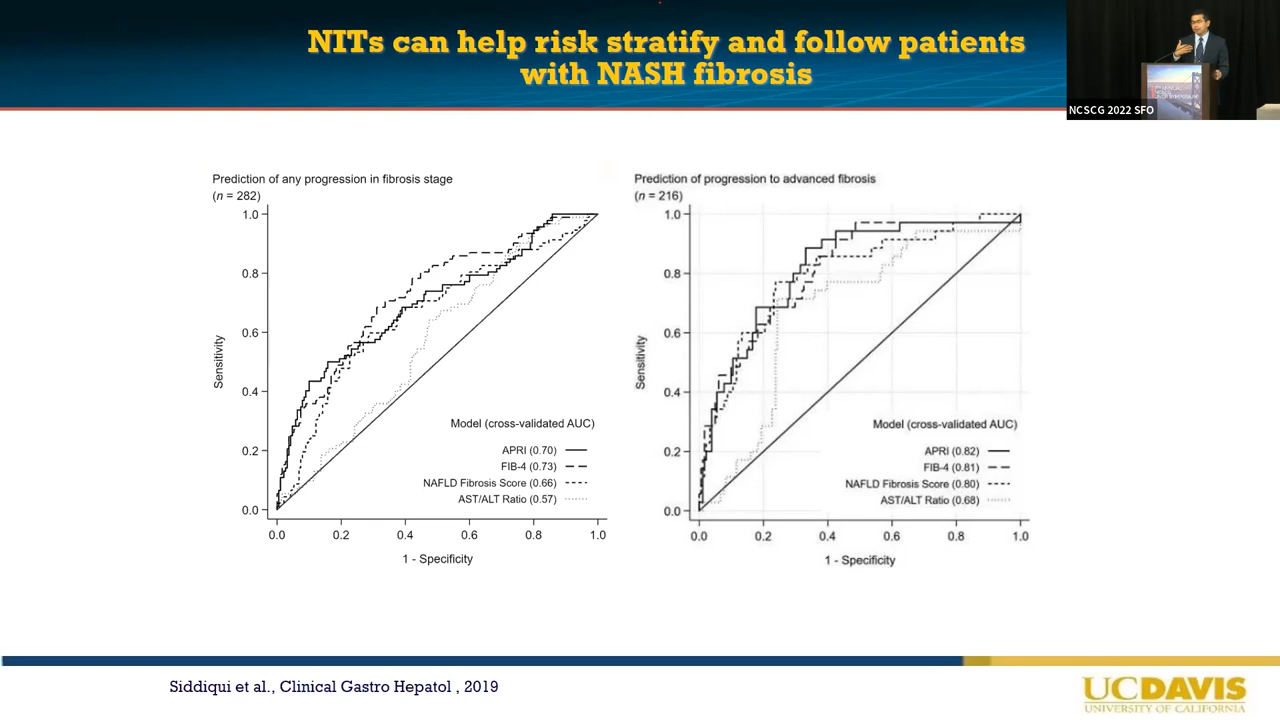 NITs can help risk stratify and follow patients
with NASH fibrosis
NCSCG 2022 SFO
Prediction of any progression in fibrosis stage
(n = 282)
1.0
0.8
0.6
0.4
0.2
0.0
Sensitivity
Model (cross-validated AUC)
APRI (0.70)
FIB-4 (0.73)
NAFLD Fibrosis Score (0.66)
AST/ALT Ratio (0.57)
0.0 0.2 0.4 0.6 0.8 1.0
1 - Specificity
Prediction of progression to advanced fibrosis
(n = 216)
1.0
0.8
0.6
0.4
0.2
0.0
Sensitivity
Model (cross-validated AUC)
APRI (0.82)
FIB-4 (0.81)
NAFLD Fibrosis Score (0.80)
AST/ALT Ratio (0.68)
0.0 0.2 0.4 0.6 0.8 1.0
1 - Specificity
Siddiqui et al., Clinical Gastro Hepatol , 2019
UCDAVIS
UNIVERSITY OF CALIFORNIA